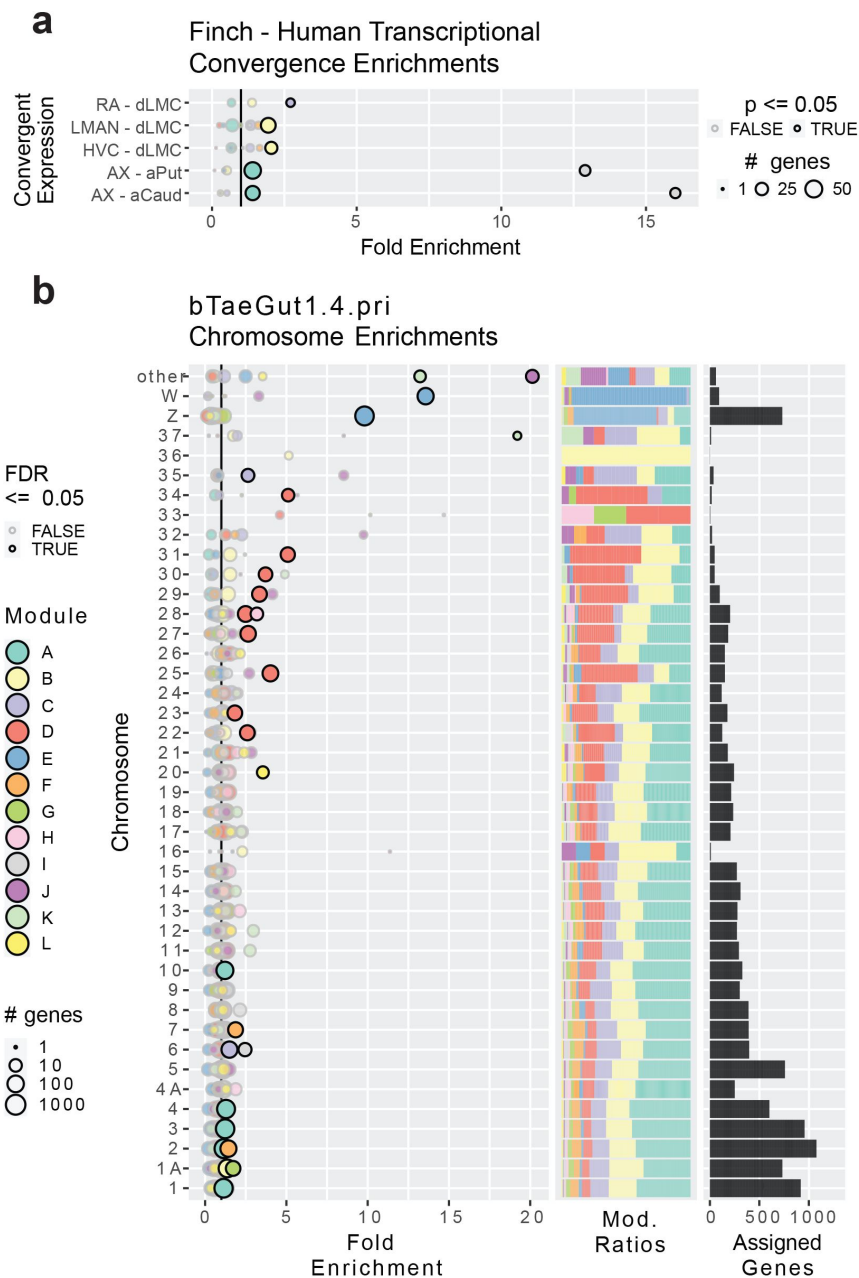 a
Finch - Human Transcriptional
Convergence Enrichments
Convergent
Expression
RA - dLMC
LMAN - dLMC
HVC - dLMC
AX - aPut
AX - aCaud
0 5 10 15
Fold Enrichment
p <= 0.05
FALSE TRUE
# genes
1 25 50
b
bTaeGut1.4.pri
Chromosome Enrichments
FDR
<= 0.05
FALSE
TRUE
Module
A
B
C
D
E
F
G
H
I
J
K
L
# genes
1
10
100
1000
Chromosome
other
W
Z
37
36
35
34
33
32
31
30
29
28
27
26
25
24
23
22
21
20
19
18
17
16
15
14
13
12
11
10
9
8
7
6
5
4A
4
3
2
1A
1
0 5 10 15 20
Fold
Enrichment
Mod.
Ratios
0 500 1000
Assigned
Genes